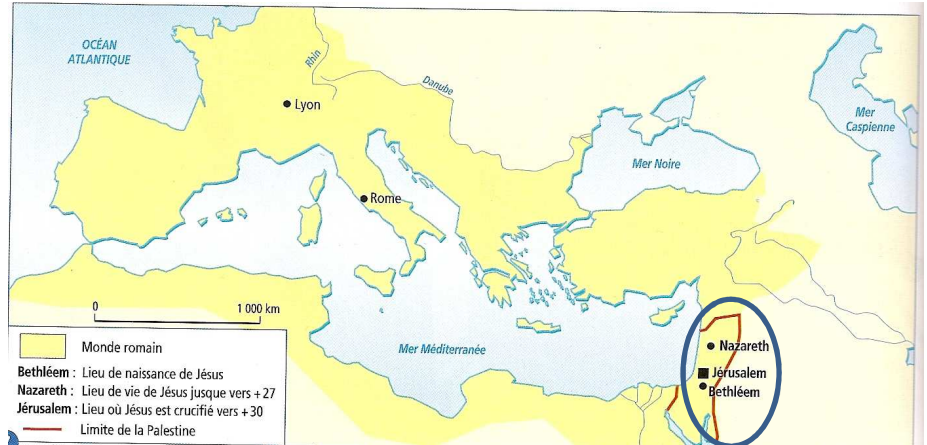 OCÉAN
ATLANTIQUE
Rhin
Danube
Lyon
Mer
Caspienne
Mer Noire
Rome
0
1 000 km
Mer Méditerranée
Nazareth
Jérusalem
Bethléem
Monde romain
Bethléem : Lieu de naissance de Jésus
Nazareth : Lieu de vie de Jésus jusque vers +27
Jérusalem : Lieu où Jésus est crucifié vers +30
Limite de la Palestine